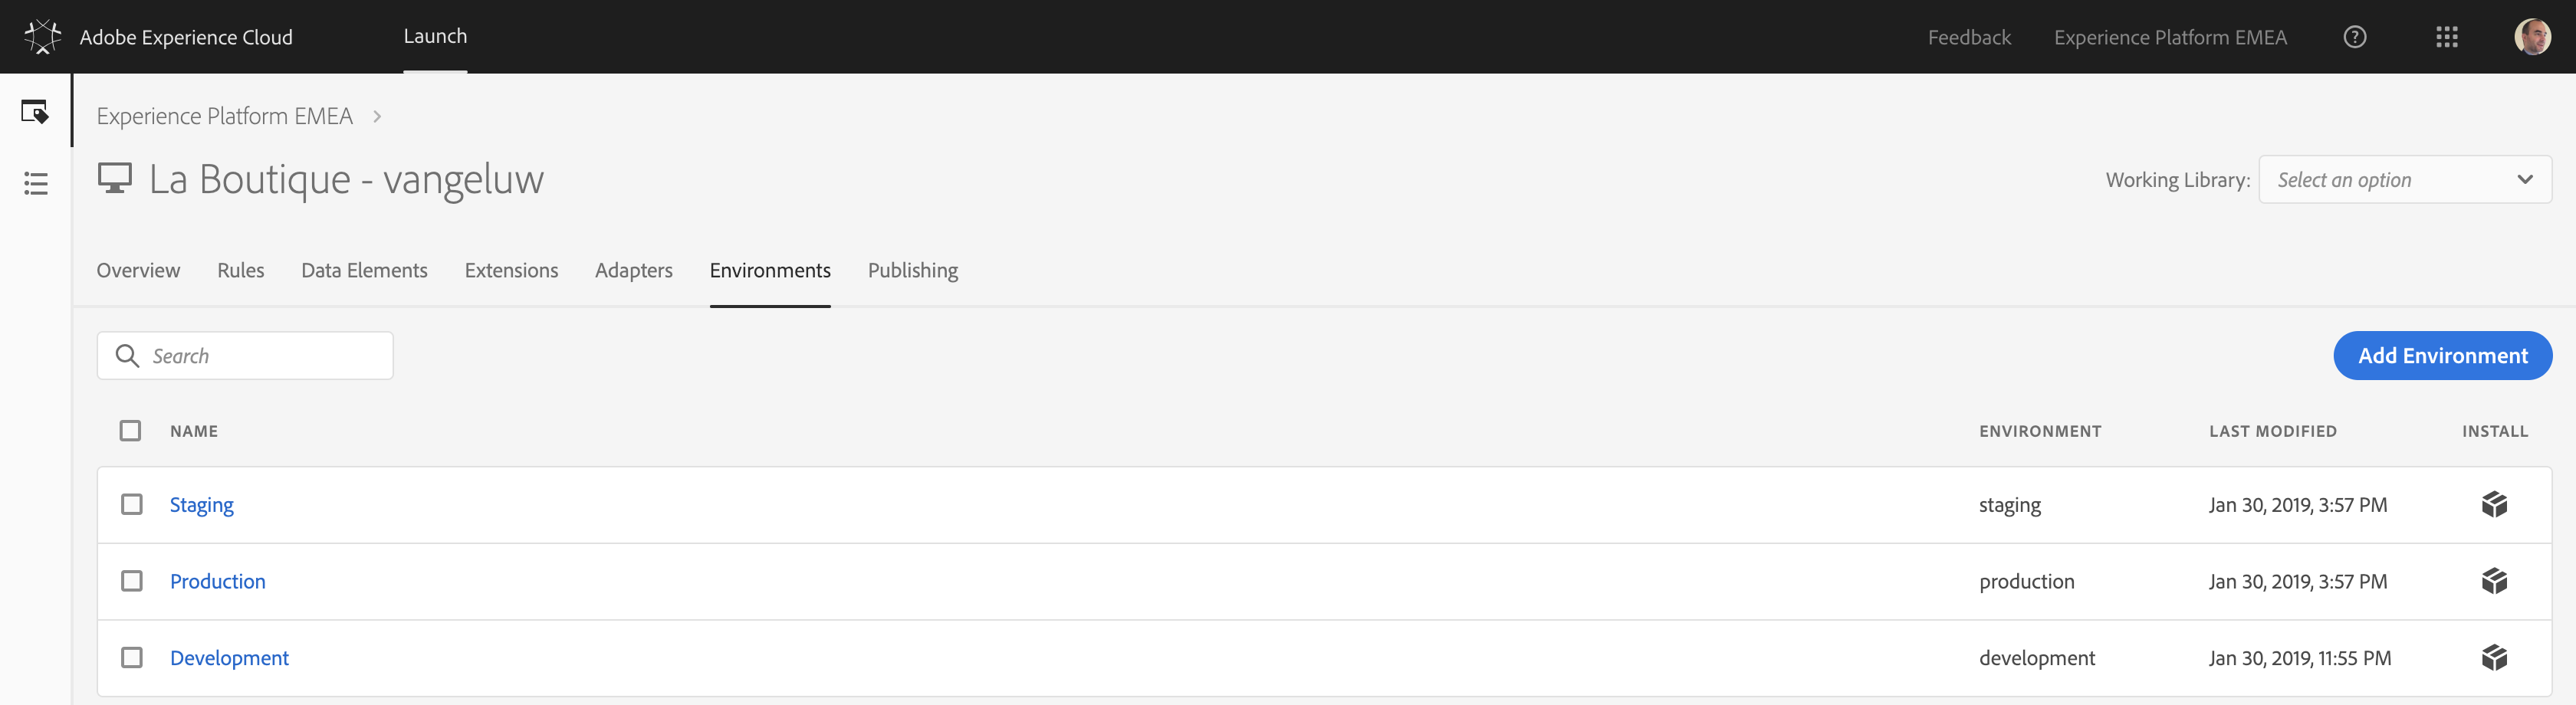 Adobe Experience Cloud Launch Feedback Experience Platform EMEA
Experience Platform EMEA
La Boutique - vangeluw Working Library: Select an option
Overview Rules Data Elements Extensions Adapters Environments Publishing
Search Add Environment
NAME ENVIRONMENT LAST MODIFIED INSTALL
Staging staging Jan 30, 2019, 3:57 PM
Production production Jan 30, 2019, 3:57 PM
Development development Jan 30, 2019, 11:55 PM